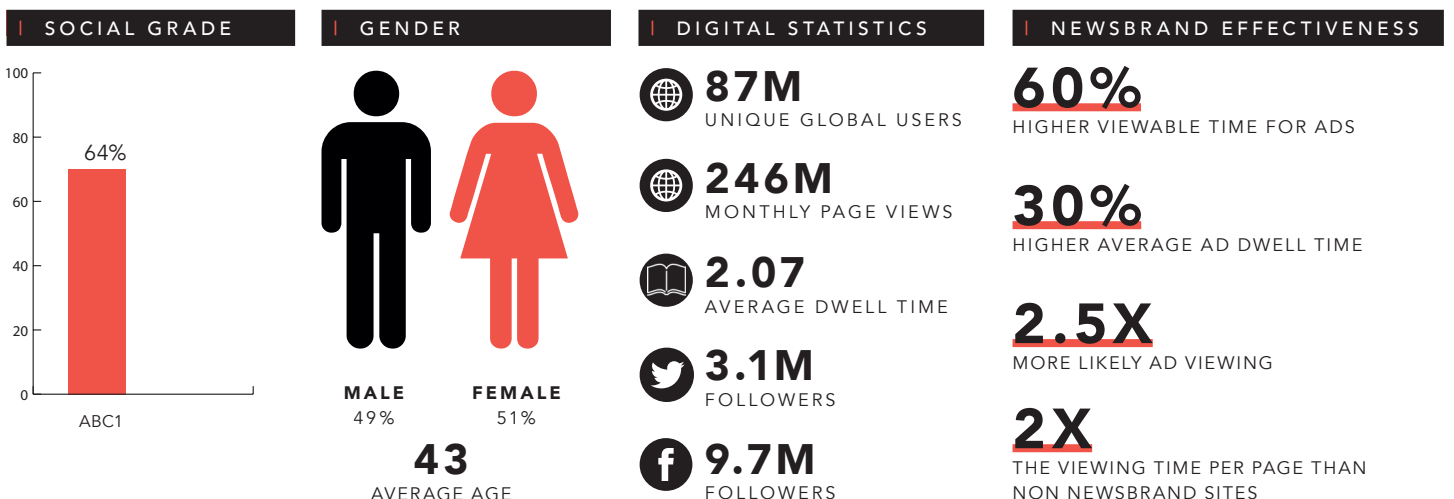 SOCIAL GRADE
100
80
60
40
20
0
64%
ABC1
GENDER
MALE
49%
FEMALE
51%
43
AVERAGE AGE
DIGITAL STATISTICS
87M
UNIQUE GLOBAL USERS
246M
MONTHLY PAGE VIEWS
2.07
AVERAGE DWELL TIME
3.1M
FOLLOWERS
f
9.7M
FOLLOWERS
NEWSBRAND EFFECTIVENESS
60%
HIGHER VIEWABLE TIME FOR ADS
30%
HIGHER AVERAGE AD DWELL TIME
2.5X
MORE LIKELY AD VIEWING
2X
THE VIEWING TIME PER PAGE THAN
NON NEWSBRAND SITES